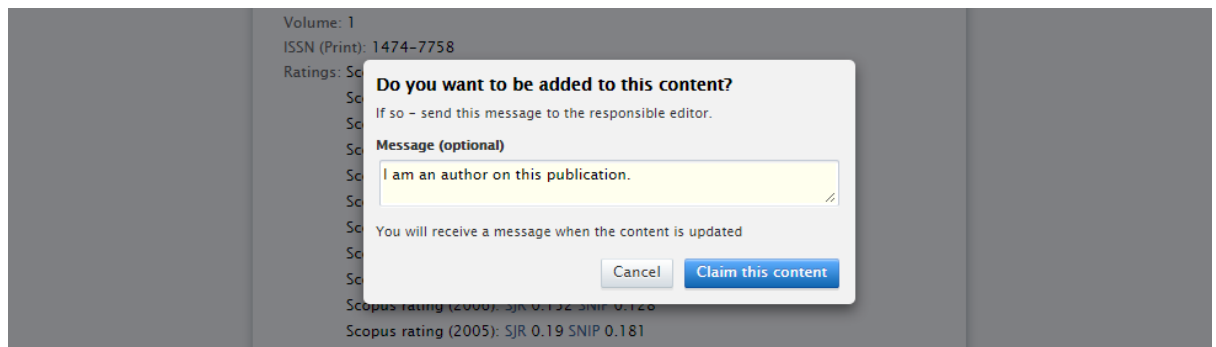 Volume: 1
ISSN (Print): 1474-7758
Ratings:
Do you want to be added to this content?
If so – send this message to the responsible editor.
Message (optional)
I am an author on this publication.
You will receive a message when the content is updated
Cancel Claim this content
Scopus rating SJR SNIP 0.128
Scopus rating (2005): SJR 0.19 SNIP 0.181